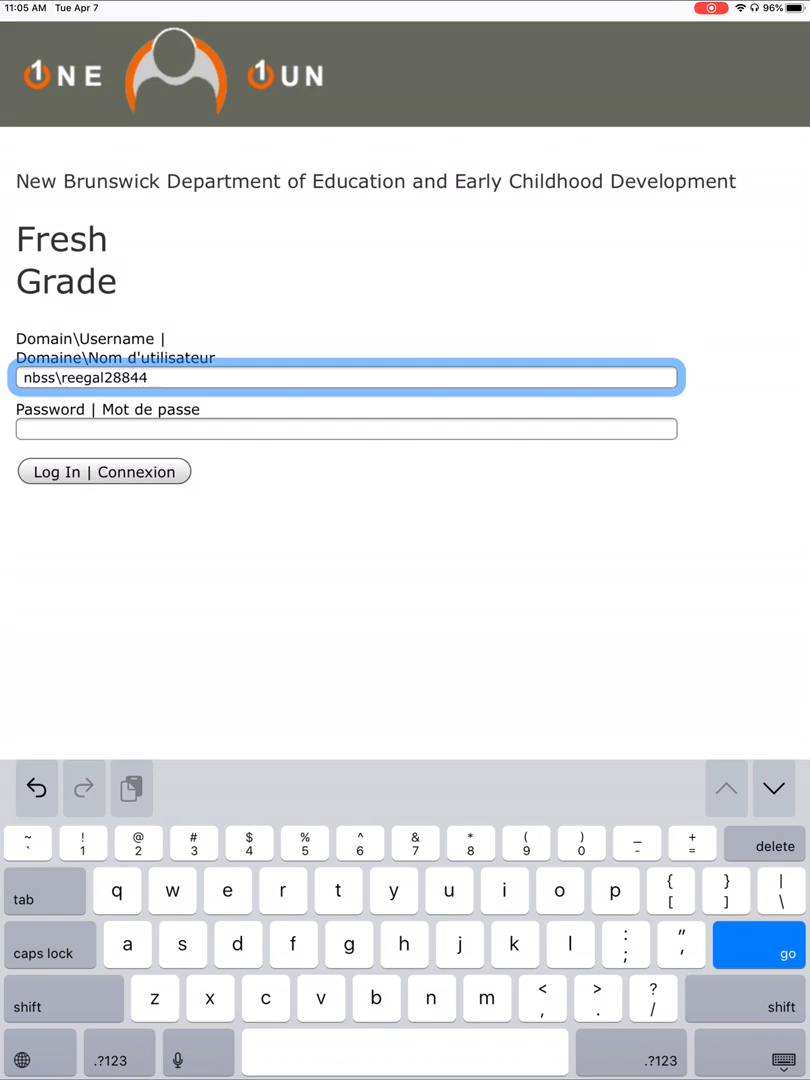 11:05 AM Tue Apr 7 96%
1NE 1UN
New Brunswick Department of Education and Early Childhood Development
Fresh
Grade
Domain\Username |
Domaine\Nom d'utilisateur
nbss\reegal28844
Password | Mot de passe
Log In | Connexion
~ ! @ # $ % ^ & * ( ) _ +
` 1 2 3 4 5 6 7 8 9 0 - = delete
{ } |
tab q w e r t y u i o p [ ] \
: "
caps lock a s d f g h j k l ; ' go
< > ?
shift z x c v b n m , . / shift
.?123 .?123